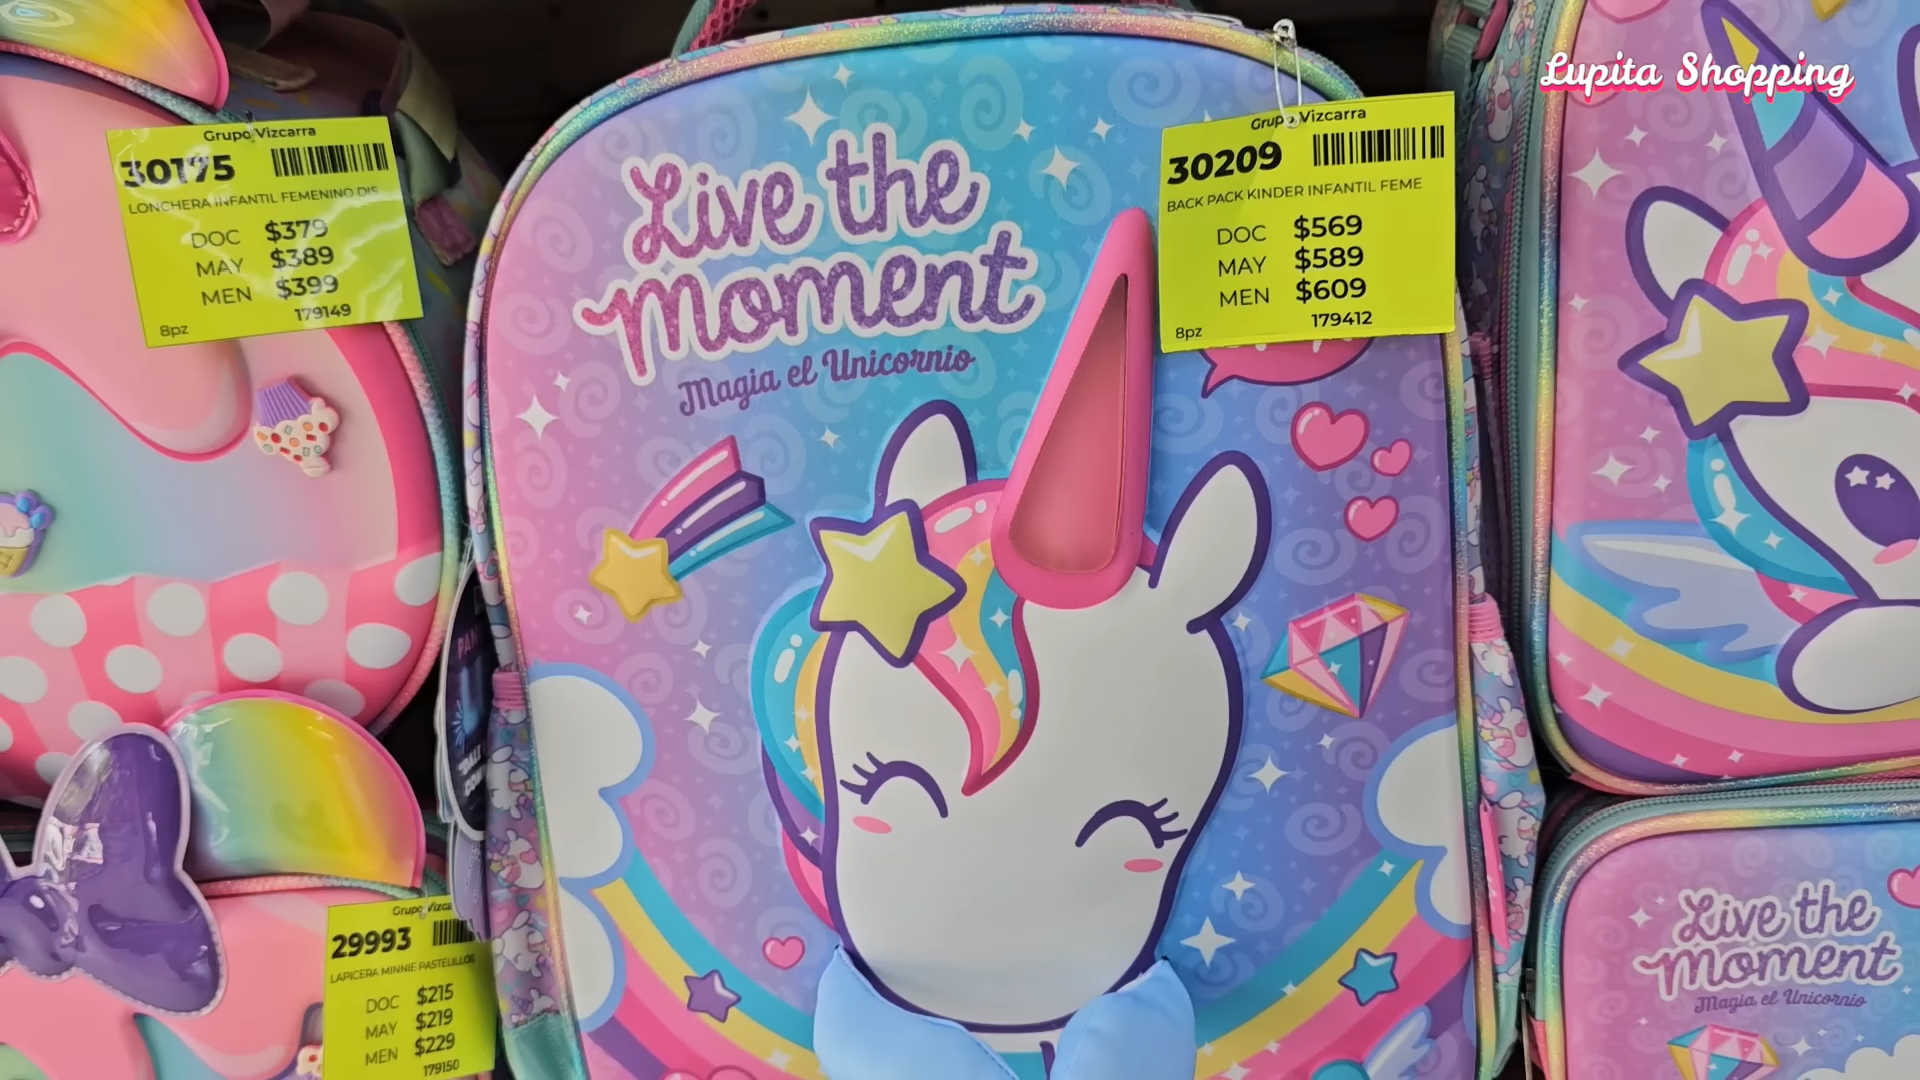 Lupita Shopping
Grupo Vizcarra
30175
LONCHERA INFANTIL FEMENINO DIS
DOC $379
MAY $389
MEN $399
179149
8pz
Live the
Moment
Magia el Unicornio
Grupo Vizcarra
30209
BACK PACK KINDER INFANTIL FEME
DOC $569
MAY $589
MEN $609
179412
8pz
Grupo Vizca
29993
LAPICERA MINNIE PASTELILLOS
DOC $215
MAY $219
MEN $229
179150
Live the
Moment
Magia el Unicornio